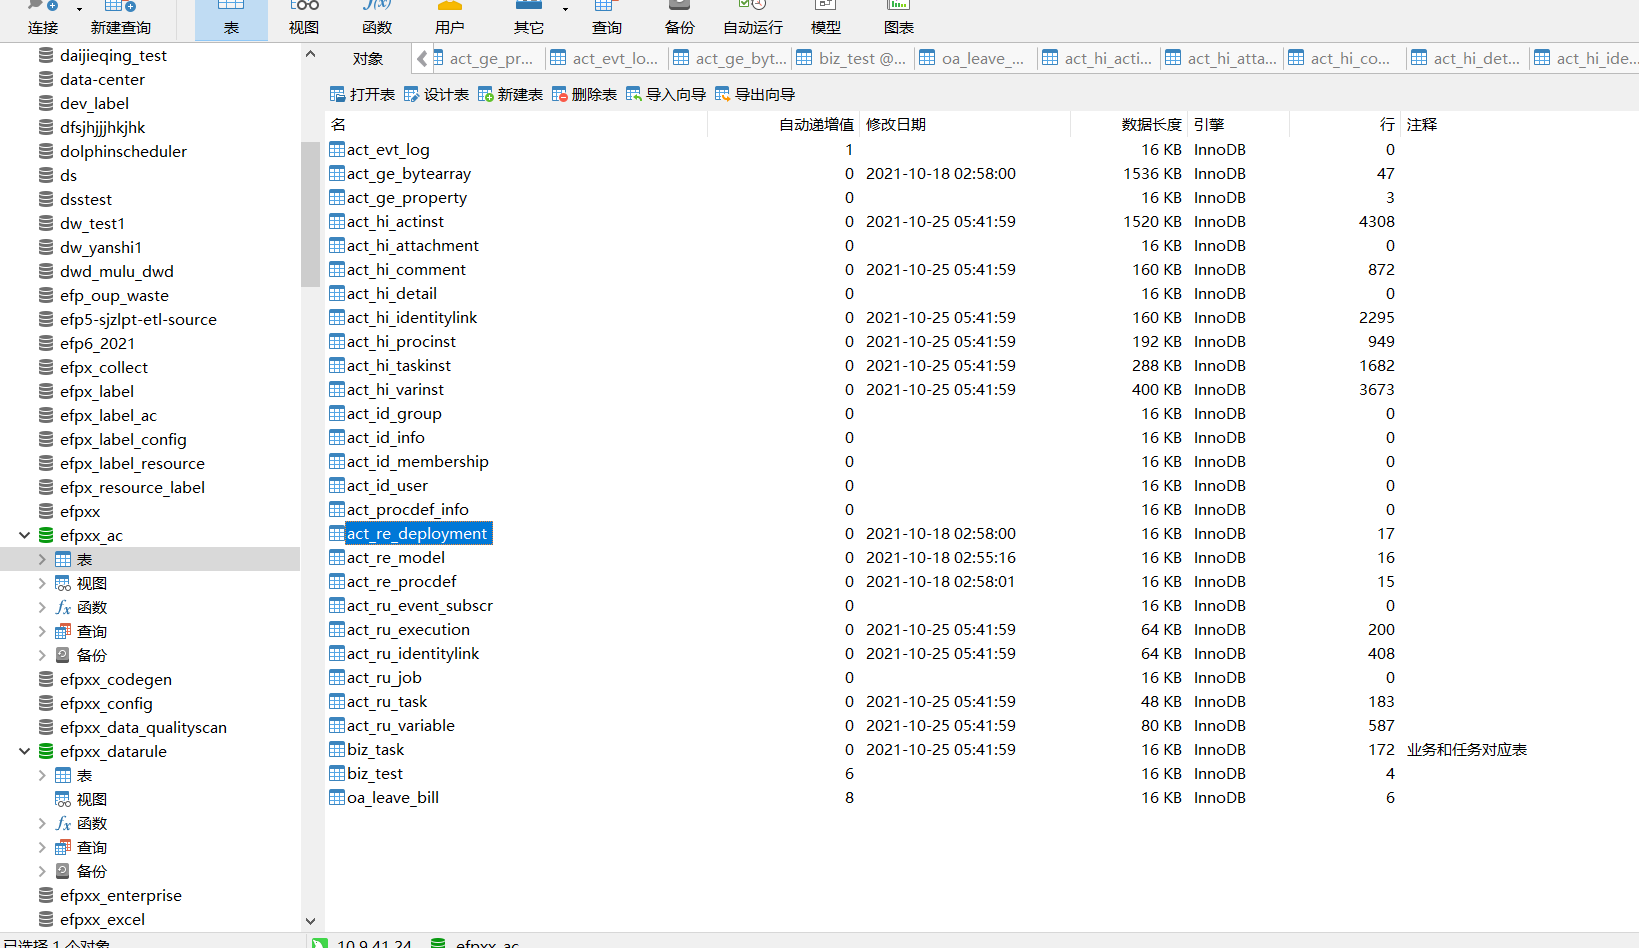 连接 新建查询 表 视图 函数 用户 其它 查询 备份 自动运行 模型 图表
daijieqing_test
data-center
dev_label
dfsjhjjjhkjhk
dolphinscheduler
ds
dsstest
dw_test1
dw_yanshi1
dwd_mulu_dwd
efp_oup_waste
efp5-sjzlpt-etl-source
efp6_2021
efpx_collect
efpx_label
efpx_label_ac
efpx_label_config
efpx_label_resource
efpx_resource_label
efpxx
efpxx_ac
表
视图
函数
查询
备份
efpxx_codegen
efpxx_config
efpxx_data_qualityscan
efpxx_datarule
表
视图
函数
查询
备份
efpxx_enterprise
efpxx_excel
对象 act_ge_pr... act_evt_lo... act_ge_byt... biz_test @... oa_leave_... act_hi_acti... act_hi_atta... act_hi_co... act_hi_det... act_hi_ide...
打开表 设计表 新建表 删除表 导入向导 导出向导
名 自动递增值 修改日期 数据长度 引擎 行 注释
act_evt_log 1 16 KB InnoDB 0
act_ge_bytearray 0 2021-10-18 02:58:00 1536 KB InnoDB 47
act_ge_property 0 16 KB InnoDB 3
act_hi_actinst 0 2021-10-25 05:41:59 1520 KB InnoDB 4308
act_hi_attachment 0 16 KB InnoDB 0
act_hi_comment 0 2021-10-25 05:41:59 160 KB InnoDB 872
act_hi_detail 0 16 KB InnoDB 0
act_hi_identitylink 0 2021-10-25 05:41:59 160 KB InnoDB 2295
act_hi_procinst 0 2021-10-25 05:41:59 192 KB InnoDB 949
act_hi_taskinst 0 2021-10-25 05:41:59 288 KB InnoDB 1682
act_hi_varinst 0 2021-10-25 05:41:59 400 KB InnoDB 3673
act_id_group 0 16 KB InnoDB 0
act_id_info 0 16 KB InnoDB 0
act_id_membership 0 16 KB InnoDB 0
act_id_user 0 16 KB InnoDB 0
act_procdef_info 0 16 KB InnoDB 0
act_re_deployment 0 2021-10-18 02:58:00 16 KB InnoDB 17
act_re_model 0 2021-10-18 02:55:16 16 KB InnoDB 16
act_re_procdef 0 2021-10-18 02:58:01 16 KB InnoDB 15
act_ru_event_subscr 0 16 KB InnoDB 0
act_ru_execution 0 2021-10-25 05:41:59 64 KB InnoDB 200
act_ru_identitylink 0 2021-10-25 05:41:59 64 KB InnoDB 408
act_ru_job 0 16 KB InnoDB 0
act_ru_task 0 2021-10-25 05:41:59 48 KB InnoDB 183
act_ru_variable 0 2021-10-25 05:41:59 80 KB InnoDB 587
biz_task 0 2021-10-25 05:41:59 16 KB InnoDB 172 业务和任务对应表
biz_test 6 16 KB InnoDB 4
oa_leave_bill 8 16 KB InnoDB 6
已选择 1 个对象 10.9.41.24 efpxx_ac